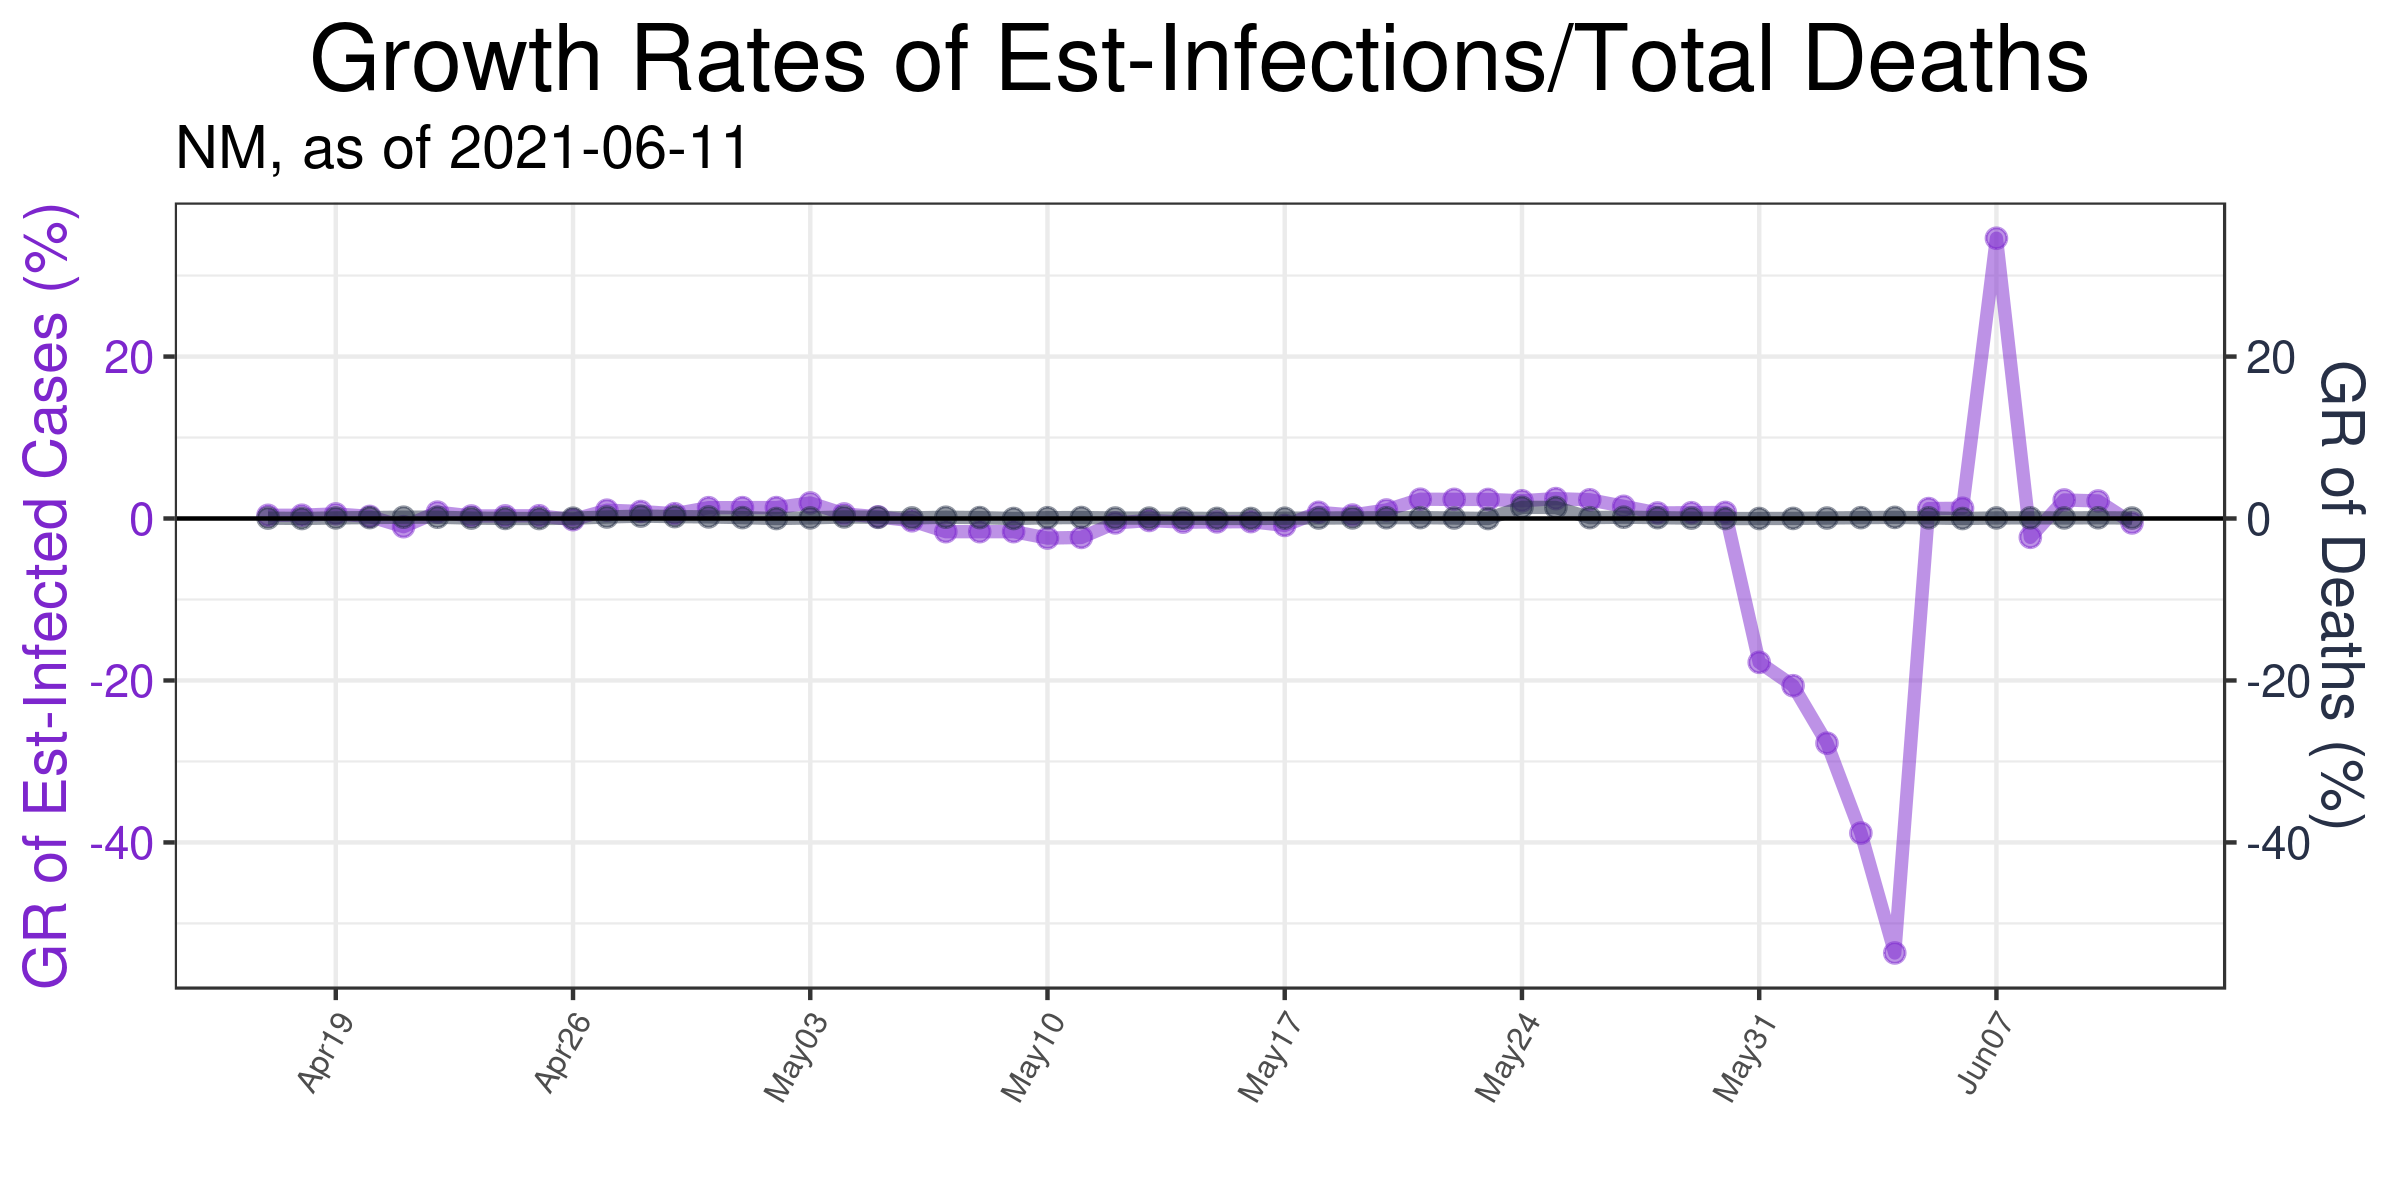 Growth Rates of Est-Infections/Total Deaths
NM, as of 2021-06-11
GR of Est-Infected Cases (%)
20
0
-20
-40
20
0
-20
-40
GR of Deaths (%)
Apr19
Apr26
May03
May10
May17
May24
May31
Jun07